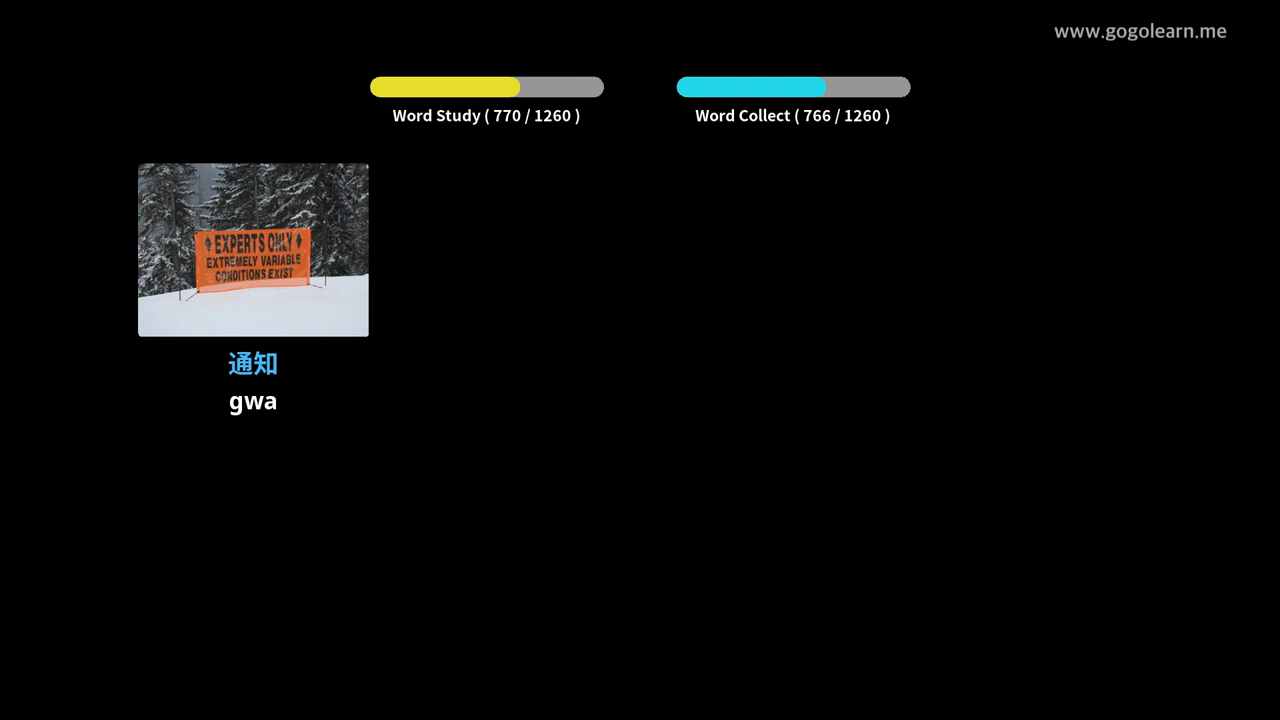 www.gogolearn.me
Word Study ( 770 / 1260 )
Word Collect ( 766 / 1260 )
EXPERTS ONLY
EXTREMELY VARIABLE
CONDITIONS EXIST
通知
gwa